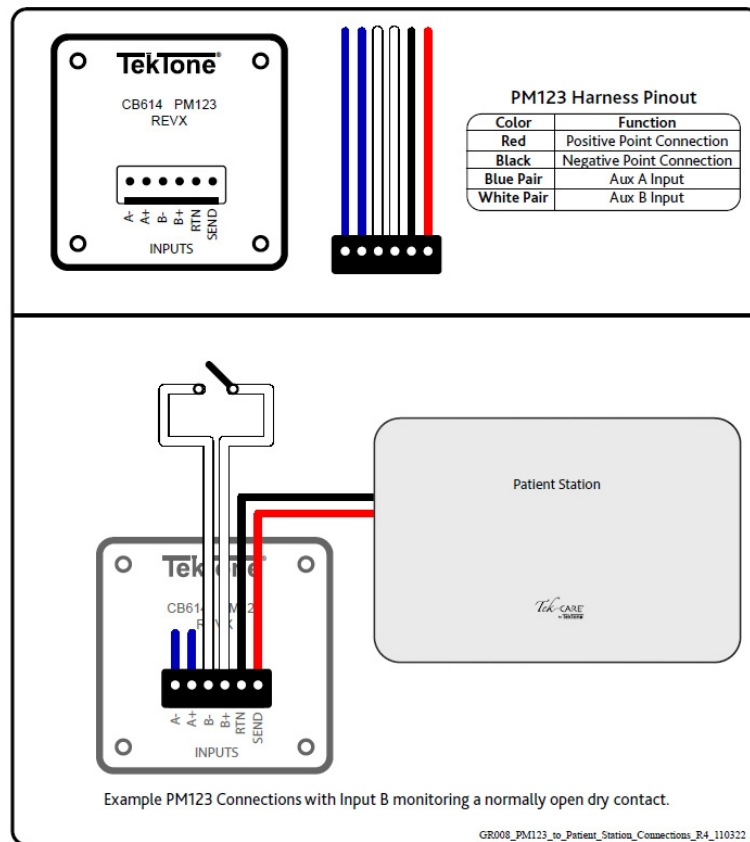 TekTone®
CB614 PM123
REVX
A- A+ B- B+ RTN SEND
INPUTS
PM123 Harness Pinout
Color Function
Red Positive Point Connection
Black Negative Point Connection
Blue Pair Aux A Input
White Pair Aux B Input
Patient Station
Tek-CARE®
by TekTone
A- A+ B- B+ RTN SEND
INPUTS
Example PM123 Connections with Input B monitoring a normally open dry contact.
GR008_PM123_to_Patient_Station_Connections_R4_110322